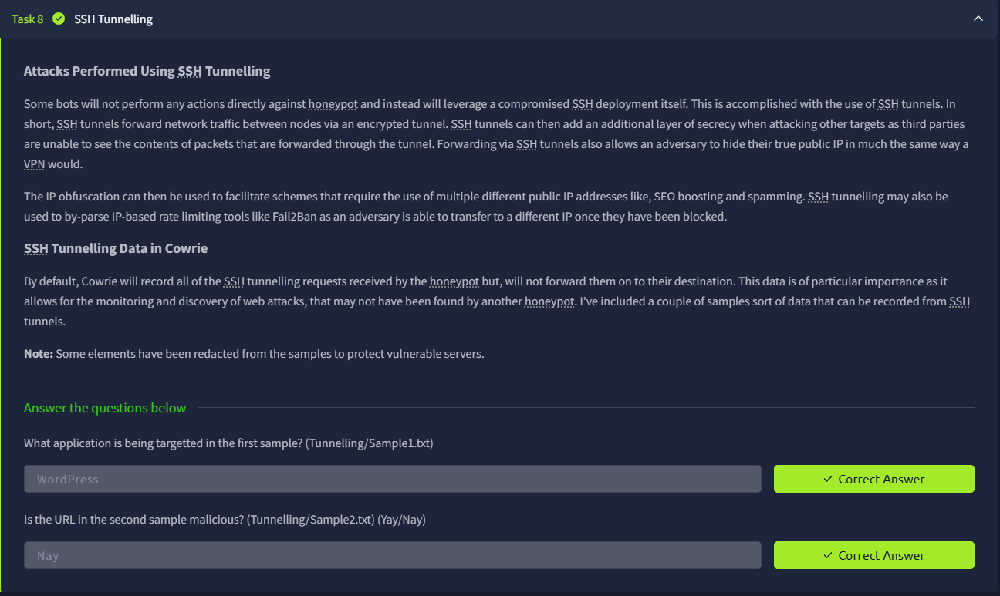 Task 8 SSH Tunnelling
Attacks Performed Using SSH Tunnelling
Some bots will not perform any actions directly against honeypot and instead will leverage a compromised SSH deployment itself. This is accomplished with the use of SSH tunnels. In
short, SSH tunnels forward network traffic between nodes via an encrypted tunnel. SSH tunnels can then add an additional layer of secrecy when attacking other targets as third parties
are unable to see the contents of packets that are forwarded through the tunnel. Forwarding via SSH tunnels also allows an adversary to hide their true public IP in much the same way a
VPN would.
The IP obfuscation can then be used to facilitate schemes that require the use of multiple different public IP addresses like, SEO boosting and spamming. SSH tunnelling may also be
used to by-parse IP-based rate limiting tools like Fail2Ban as an adversary is able to transfer to a different IP once they have been blocked.
SSH Tunnelling Data in Cowrie
By default, Cowrie will record all of the SSH tunnelling requests received by the honeypot but, will not forward them on to their destination. This data is of particular importance as it
allows for the monitoring and discovery of web attacks, that may not have been found by another honeypot. I've included a couple of samples sort of data that can be recorded from SSH
tunnels.
Note: Some elements have been redacted from the samples to protect vulnerable servers.
Answer the questions below
What application is being targetted in the first sample? (Tunnelling/Sample1.txt)
WordPress
Correct Answer
Is the URL in the second sample malicious? (Tunnelling/Sample2.txt) (Yay/Nay)
Nay
Correct Answer